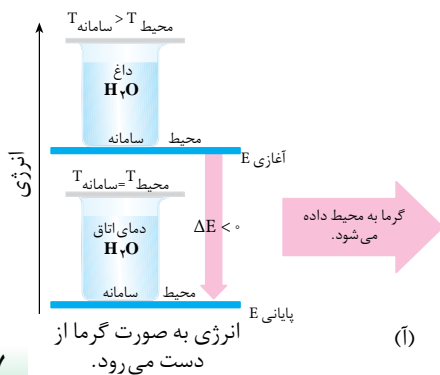 T سامانه > T محیط
داغ
H۲O
سامانه محیط
E آغازی
انرژی
T سامانه = T محیط
دمای اتاق
H۲O
ΔE < ۰
سامانه محیط
E پایانی
گرما به محیط داده
می‌شود.
انرژی به صورت گرما از
دست می‌رود.
(آ)